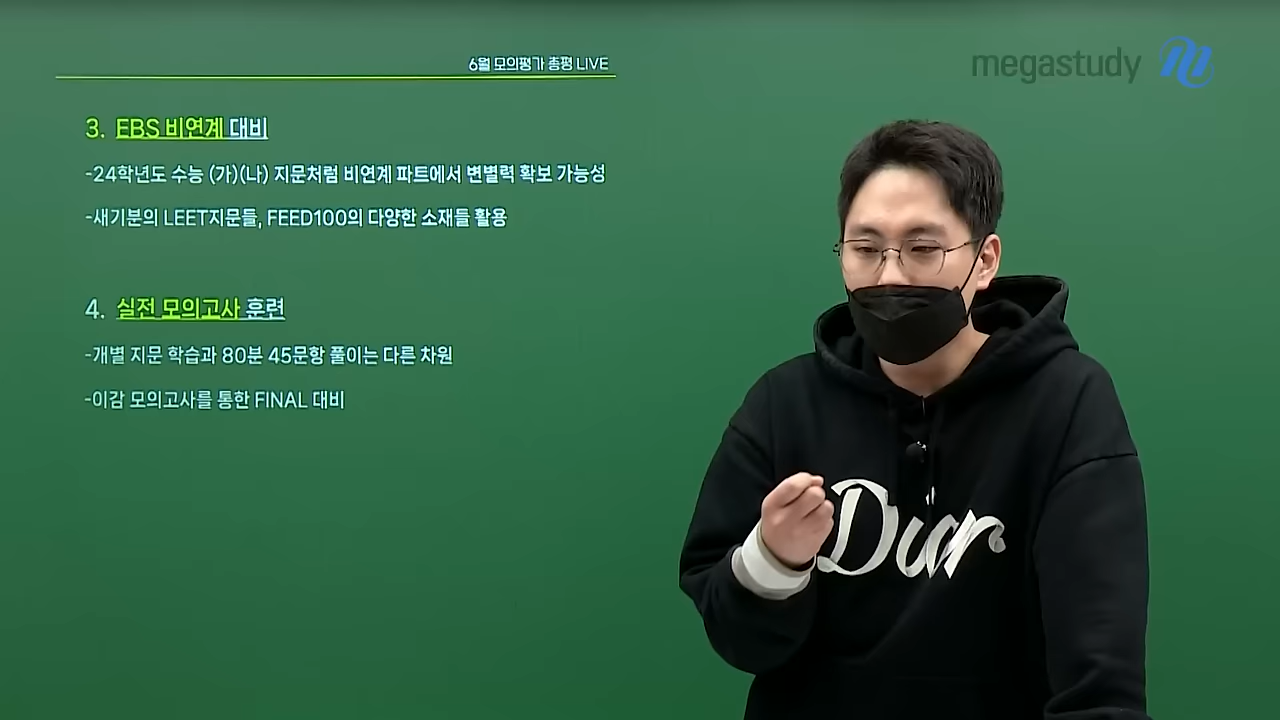 6월 모의평가 총평 LIVE
megastudy
3. EBS 비연계 대비
-24학년도 수능 (가)(나) 지문처럼 비연계 파트에서 변별력 확보 가능성
-새기분의 LEET지문들, FEED100의 다양한 소재들 활용
4. 실전 모의고사 훈련
-개별 지문 학습과 80분 45문항 풀이는 다른 차원
-이감 모의고사를 통한 FINAL 대비
Dior